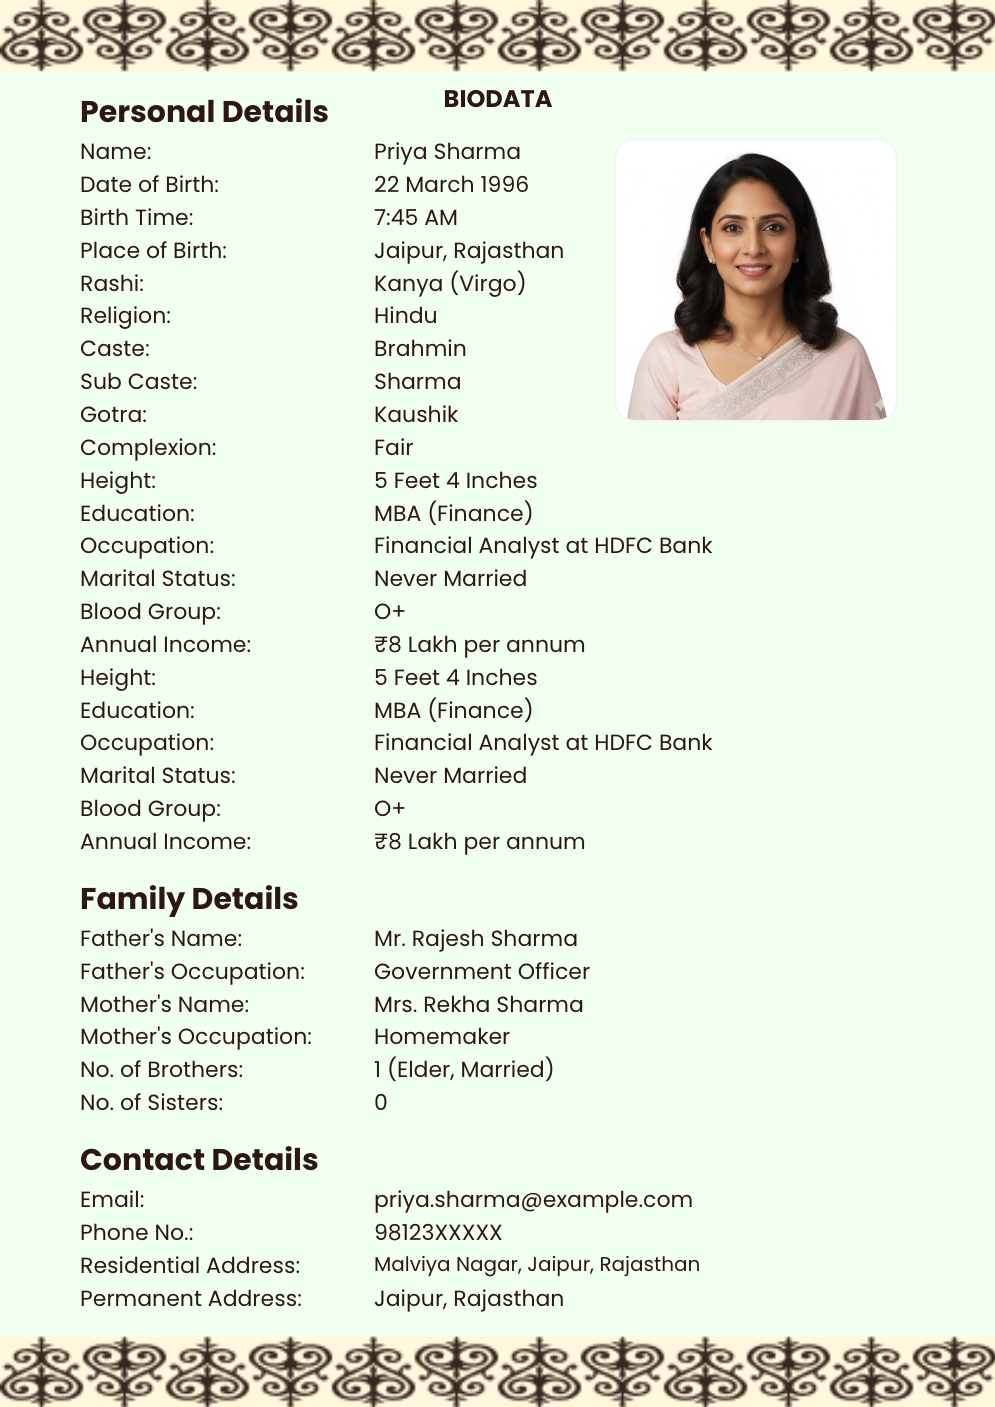 BIODATA
Personal Details
Name: Priya Sharma
Date of Birth: 22 March 1996
Birth Time: 7:45 AM
Place of Birth: Jaipur, Rajasthan
Rashi: Kanya (Virgo)
Religion: Hindu
Caste: Brahmin
Sub Caste: Sharma
Gotra: Kaushik
Complexion: Fair
Height: 5 Feet 4 Inches
Education: MBA (Finance)
Occupation: Financial Analyst at HDFC Bank
Marital Status: Never Married
Blood Group: O+
Annual Income: ₹8 Lakh per annum
Height: 5 Feet 4 Inches
Education: MBA (Finance)
Occupation: Financial Analyst at HDFC Bank
Marital Status: Never Married
Blood Group: O+
Annual Income: ₹8 Lakh per annum
Family Details
Father's Name: Mr. Rajesh Sharma
Father's Occupation: Government Officer
Mother's Name: Mrs. Rekha Sharma
Mother's Occupation: Homemaker
No. of Brothers: 1 (Elder, Married)
No. of Sisters: 0
Contact Details
Email: priya.sharma@example.com
Phone No.: 98123XXXXX
Residential Address: Malviya Nagar, Jaipur, Rajasthan
Permanent Address: Jaipur, Rajasthan